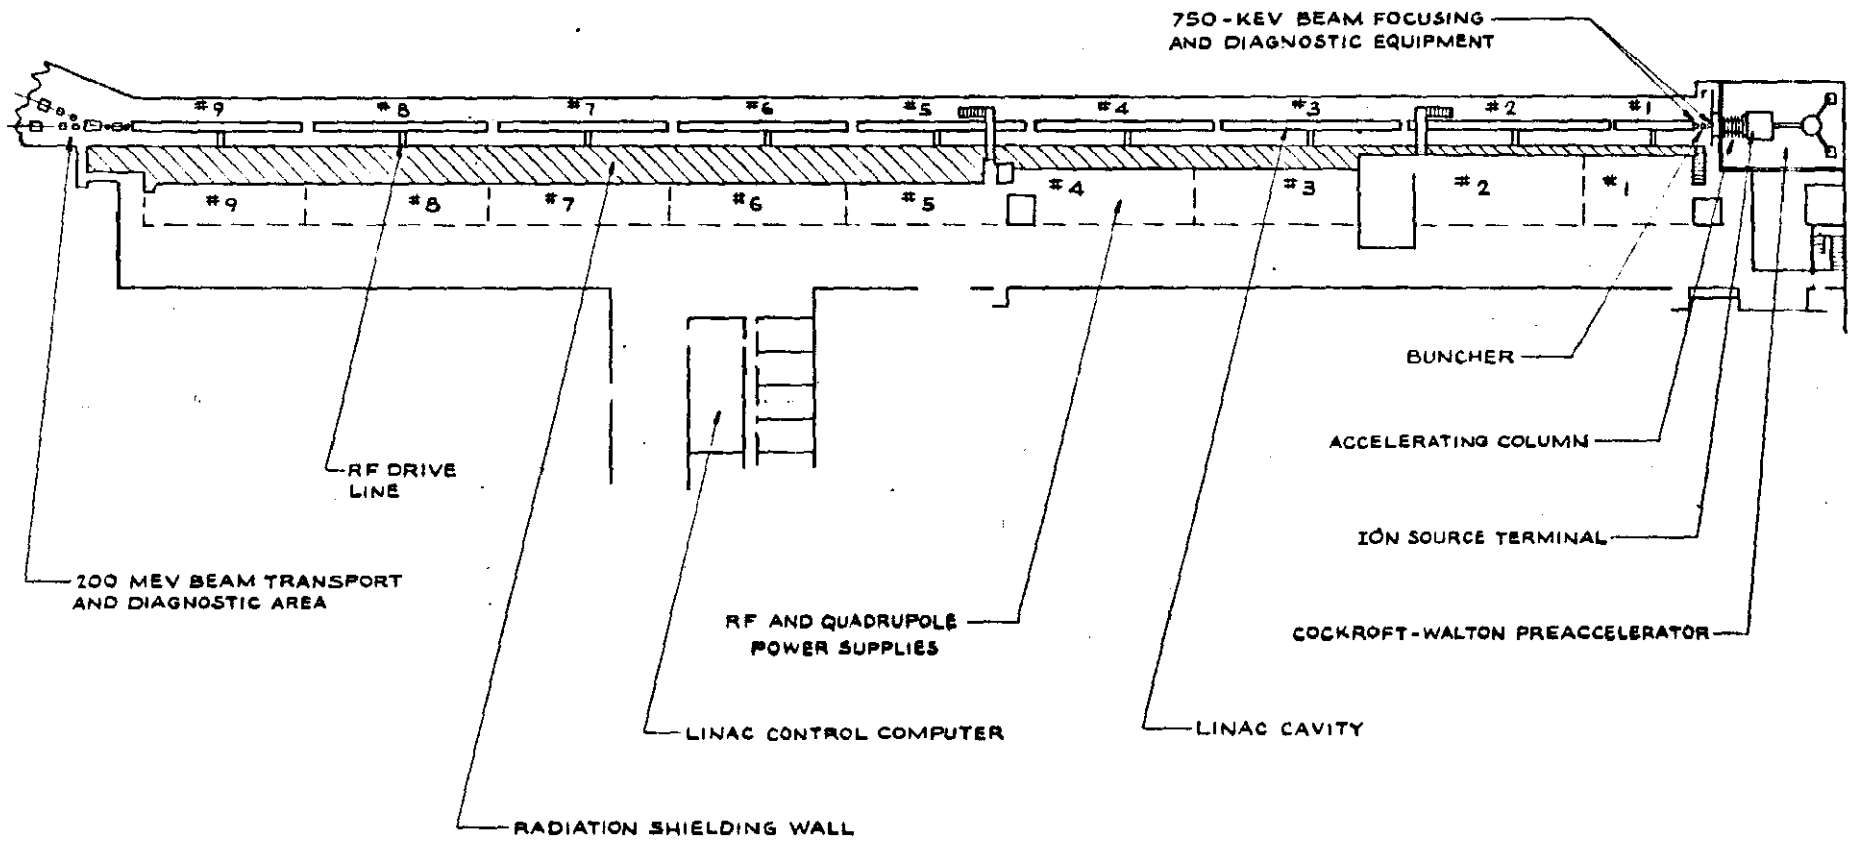 750-KEV BEAM FOCUSING
AND DIAGNOSTIC EQUIPMENT
#9 #8 #7 #6 #5 #4 #3 #2 #1
#9 #8 #7 #6 #5 #4 #3 #2 #1
BUNCHER
ACCELERATING COLUMN
RF DRIVE
LINE
ION SOURCE TERMINAL
200 MEV BEAM TRANSPORT
AND DIAGNOSTIC AREA
RF AND QUADRUPOLE
POWER SUPPLIES
COCKROFT-WALTON PREACCELERATOR
LINAC CONTROL COMPUTER
LINAC CAVITY
RADIATION SHIELDING WALL